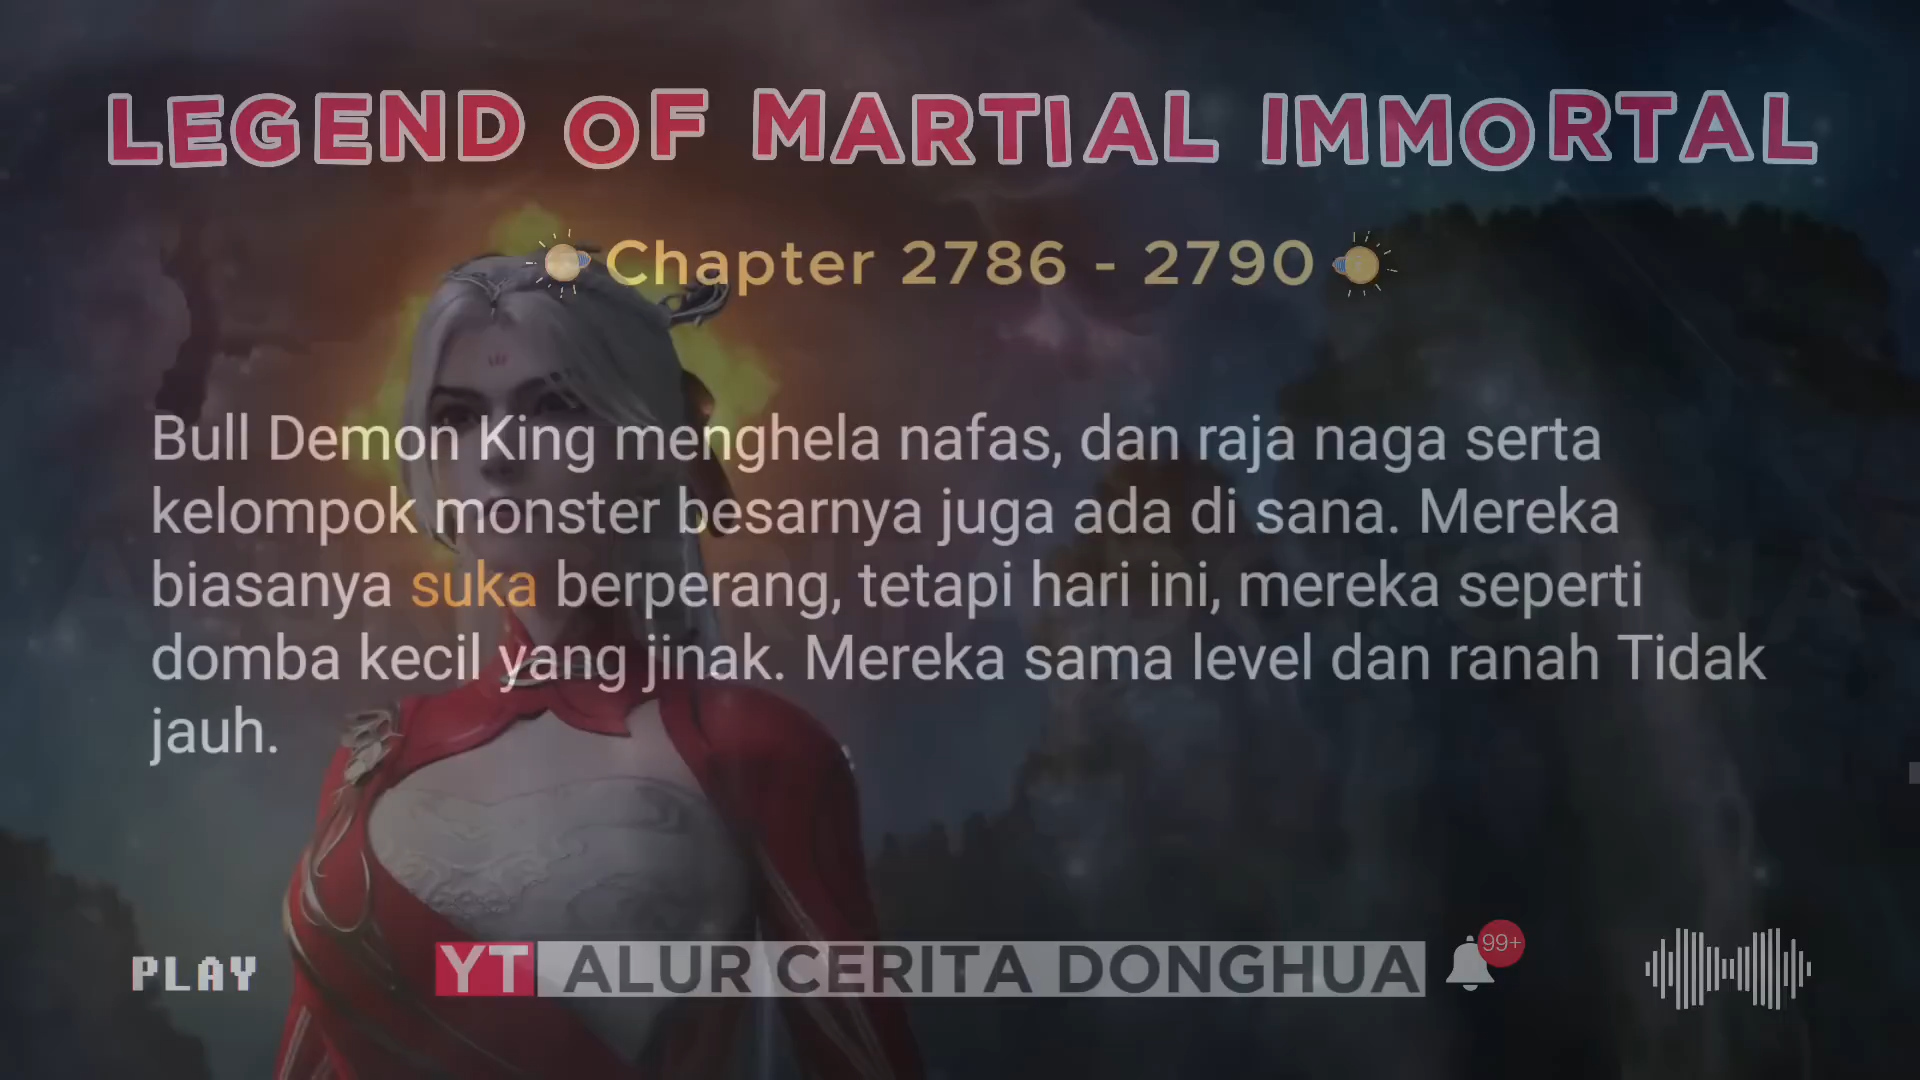 LEGEND OF MARTIAL IMMORTAL
Chapter 2786 - 2790
Bull Demon King menghela nafas, dan raja naga serta
kelompok monster besarnya juga ada di sana. Mereka
biasanya suka berperang, tetapi hari ini, mereka seperti
domba kecil yang jinak. Mereka sama level dan ranah Tidak
jauh.
PLAY
YT ALUR CERITA DONGHUA
99+